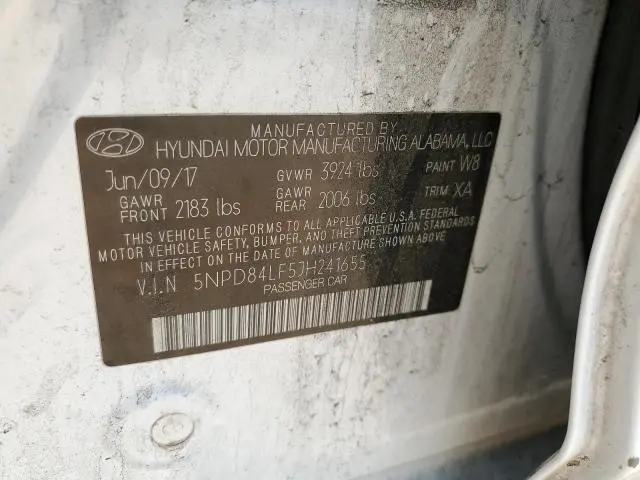 MANUFACTURED BY
HYUNDAI MOTOR MANUFACTURING ALABAMA, LLC
Jun/09/17 GVWR 3924 lbs PAINT W8
GAWR FRONT 2183 lbs GAWR REAR 2006 lbs TRIM XA
THIS VEHICLE CONFORMS TO ALL APPLICABLE U.S.A. FEDERAL
MOTOR VEHICLE SAFETY, BUMPER, AND THEFT PREVENTION STANDARDS
IN EFFECT ON THE DATE OF MANUFACTURE SHOWN ABOVE.
V.I.N 5NPD84LF5JH241655
PASSENGER CAR